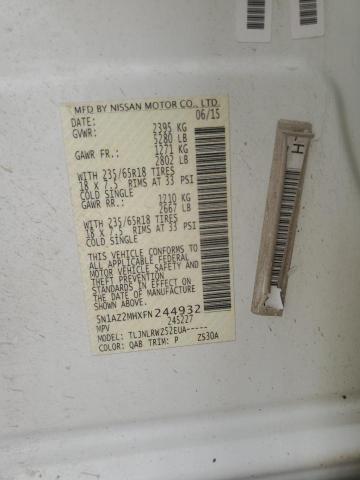 MFD BY NISSAN MOTOR CO., LTD.
DATE: 06/15
GVWR: 2395 KG
5280 LB
GAWR FR.: 1271 KG
2802 LB
WITH 235/65R18 TIRES
18 X 7.5 RIMS AT 33 PSI
COLD SINGLE
GAWR RR.: 1210 KG
2667 LB
WITH 235/65R18 TIRES
18 X 7.5 RIMS AT 33 PSI
COLD SINGLE
THIS VEHICLE CONFORMS TO
ALL APPLICABLE FEDERAL
MOTOR VEHICLE SAFETY AND
THEFT PREVENTION
STANDARDS IN EFFECT ON
THE DATE OF MANUFACTURE
SHOWN ABOVE.
5N1AZ2MHXFN244932
MPV 245227
MODEL: TLJNLRWZ52EUA-----
COLOR: QAB TRIM: P Z530A
H